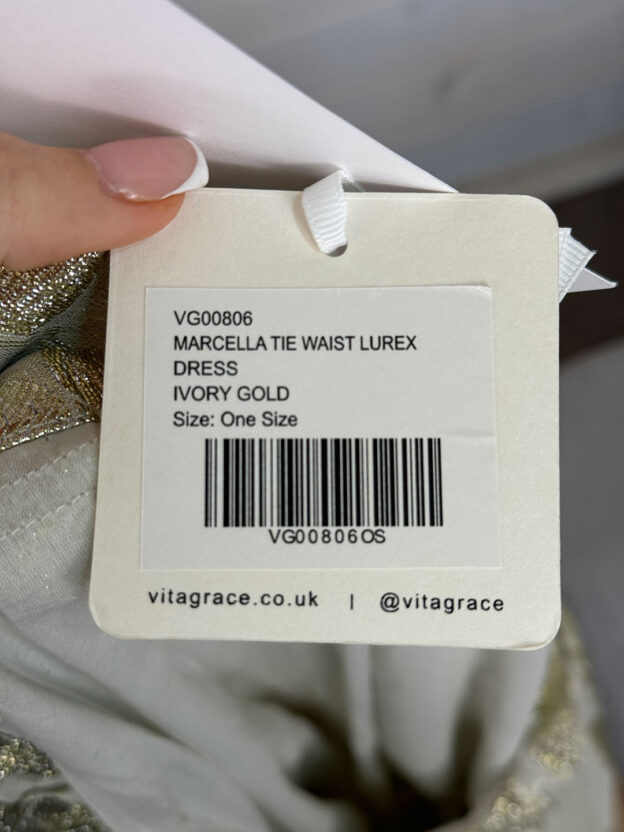 VG00806
MARCELLA TIE WAIST LUREX
DRESS
IVORY GOLD
Size: One Size
VG00806OS
vitagrace.co.uk | @vitagrace